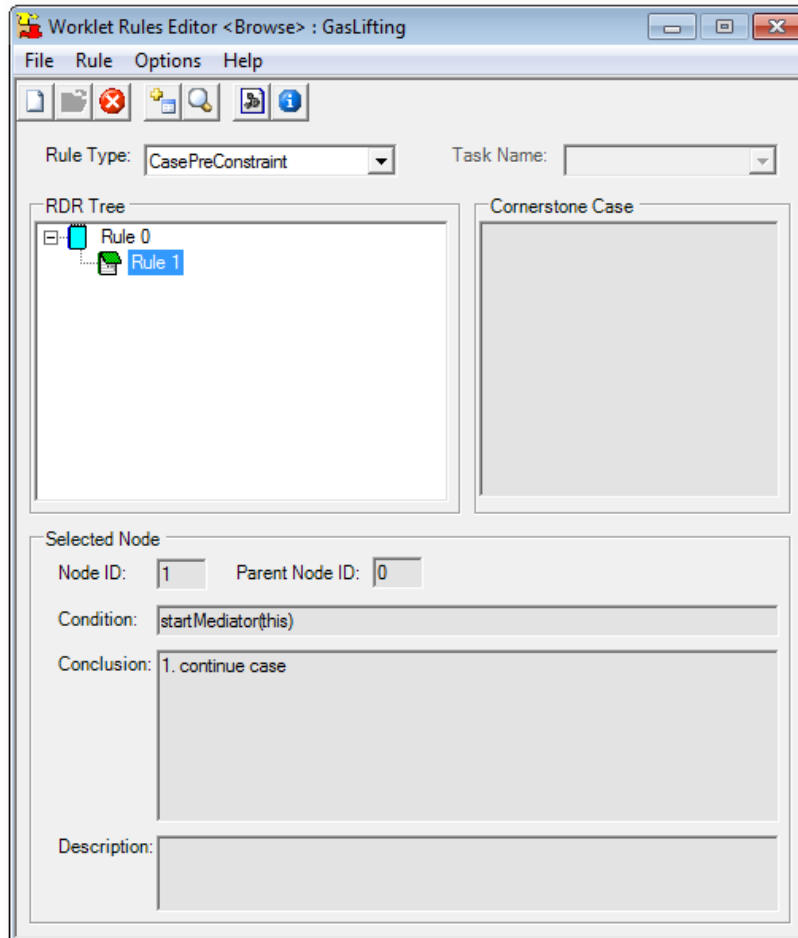 Worklet Rules Editor <Browse> : GasLifting
File Rule Options Help
Rule Type: CasePreConstraint Task Name:
RDR Tree Cornerstone Case
Rule 0
Rule 1
Selected Node
Node ID: 1 Parent Node ID: 0
Condition: startMediator(this)
Conclusion: 1. continue case
Description: